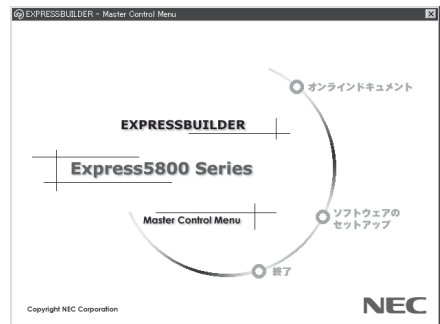 EXPRESSBUILDER - Master Control Menu
オンラインドキュメント
EXPRESSBUILDER
Express5800 Series
ソフトウェアの
セットアップ
Master Control Menu
終了
Copyright NEC Corporation
NEC